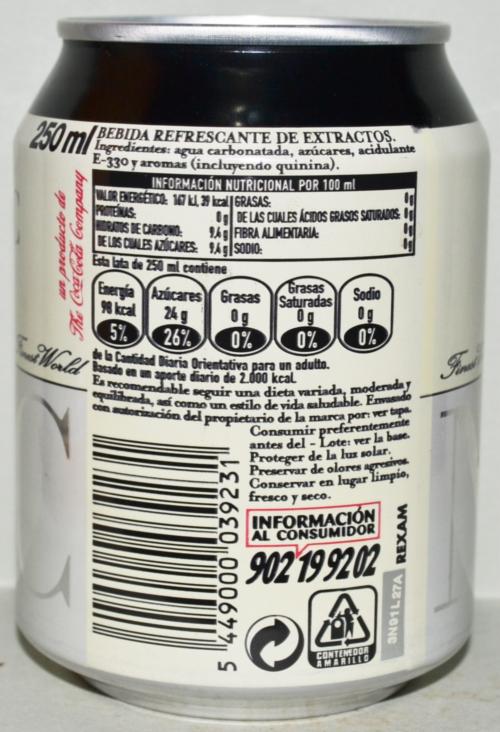 250 ml
BEBIDA REFRESCANTE DE EXTRACTOS.
Ingredientes: agua carbonatada, azúcares, acidulante
E-330 y aromas (incluyendo quinina).
un producto de
The Coca-Cola Company
INFORMACIÓN NUTRICIONAL POR 100 ml
VALOR ENERGÉTICO: 167 kJ, 39 kcal GRASAS: 0 g
PROTEÍNAS: 0 g DE LAS CUALES ÁCIDOS GRASOS SATURADOS: 0 g
HIDRATOS DE CARBONO: 9,4 g FIBRA ALIMENTARIA: 0 g
DE LOS CUALES AZÚCARES: 9,4 g SODIO: 0 g
Esta lata de 250 ml contiene
Energía 98 kcal 5%
Azúcares 24 g 26%
Grasas 0 g 0%
Grasas Saturadas 0 g 0%
Sodio 0 g 0%
de la Cantidad Diaria Orientativa para un adulto.
Basado en un aporte diario de 2.000 kcal.
Es recomendable seguir una dieta variada, moderada y
equilibrada, así como un estilo de vida saludable. Envasado
con autorización del propietario de la marca por: ver tapa.
Consumir preferentemente
antes del - Lote: ver la base.
Proteger de la luz solar.
Preservar de olores agresivos.
Conservar en lugar limpio,
fresco y seco.
INFORMACIÓN
AL CONSUMIDOR
902 19 92 02
REXAM
3N91L27A
CONTENEDOR
AMARILLO
5 449000 039231
Finest World